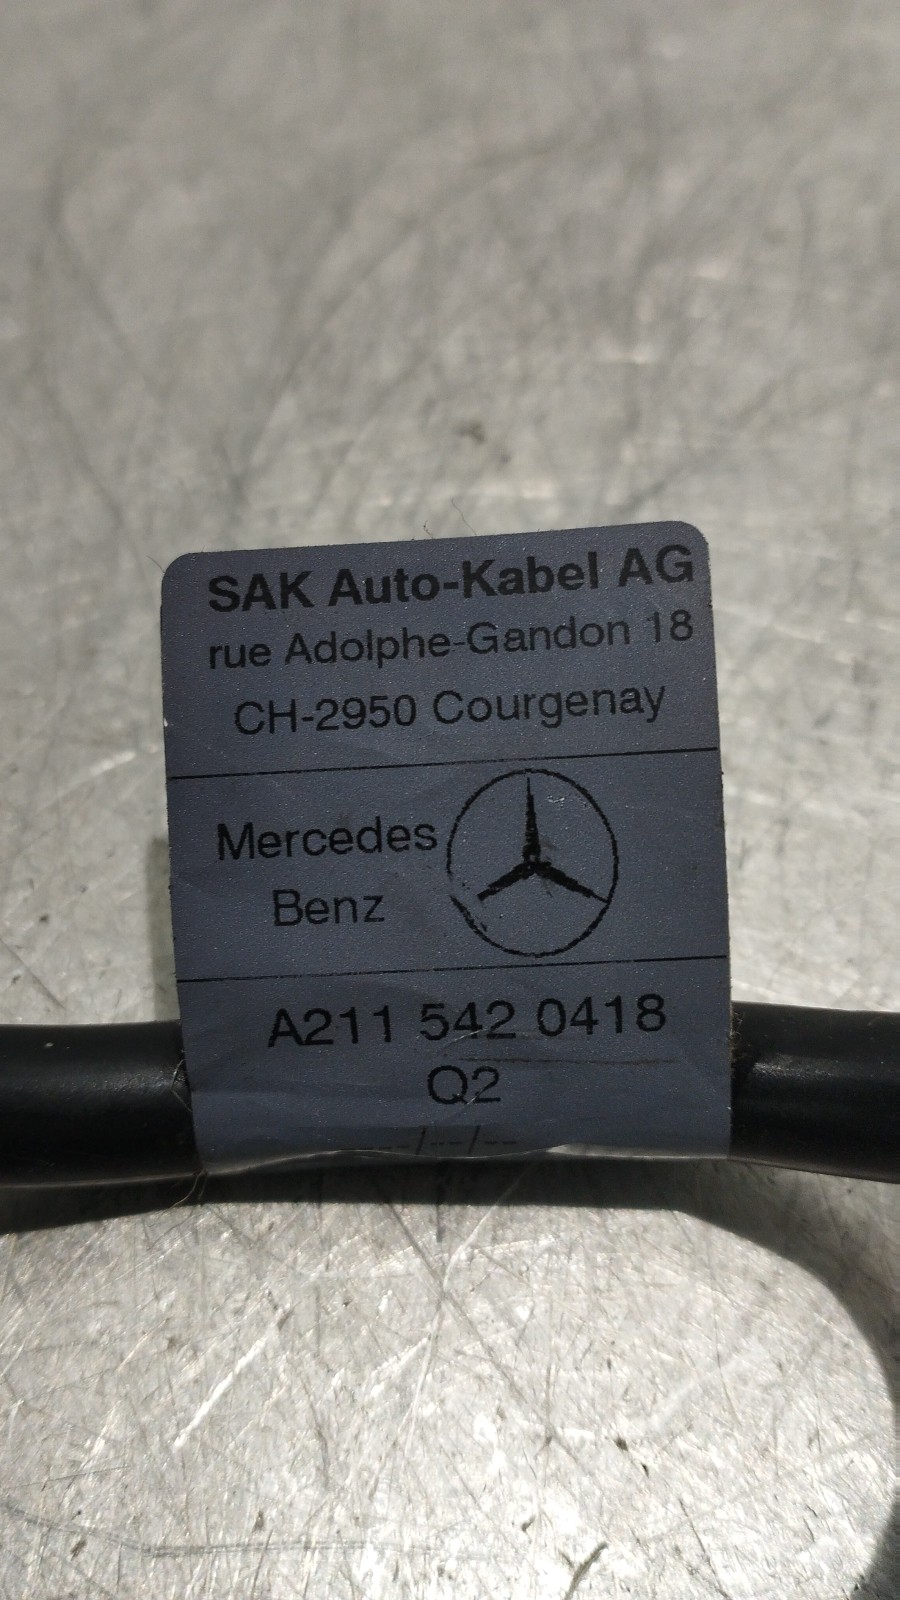 SAK Auto-Kabel AG
rue Adolphe-Gandon 18
CH-2950 Courgenay
Mercedes
Benz
A211 542 0418
Q2
--/--/--